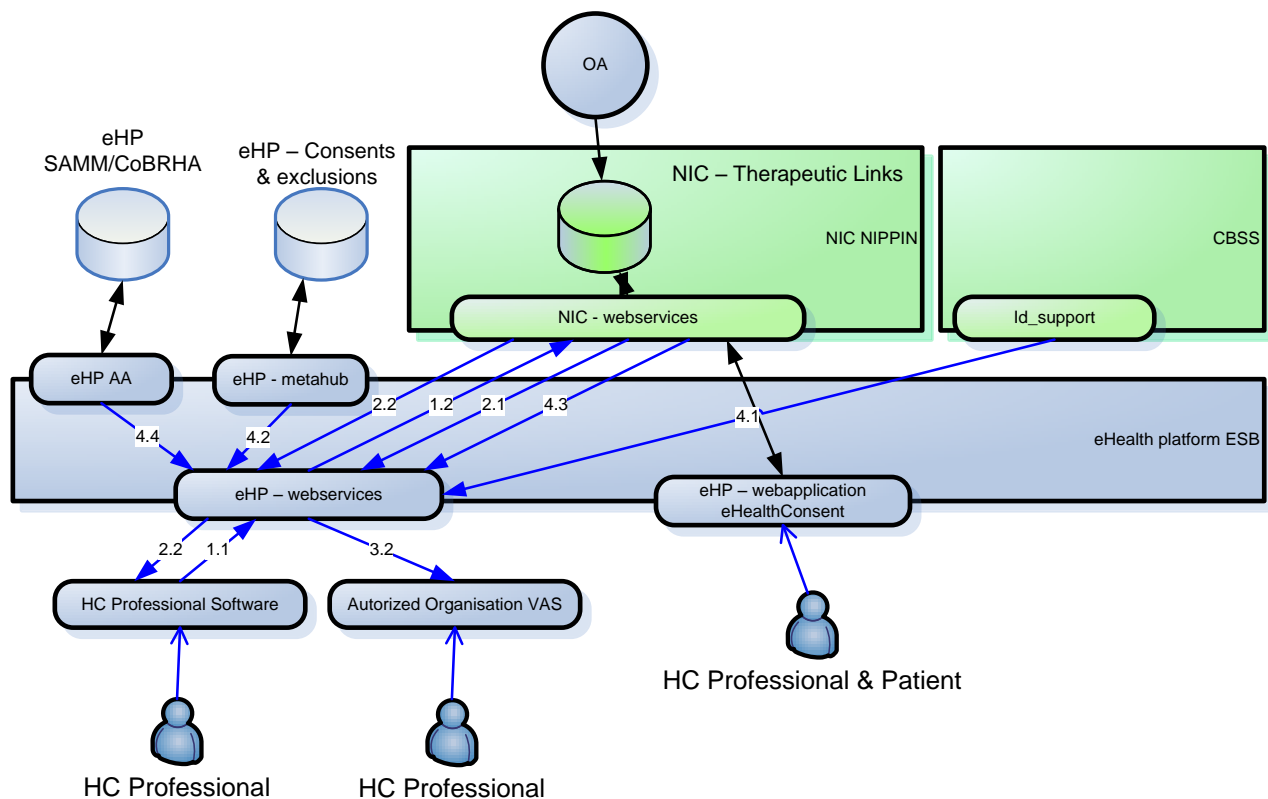 OA
eHP
SAMM/CoBRHA
eHP – Consents
& exclusions
NIC – Therapeutic Links
NIC NIPPIN
CBSS
NIC - webservices
Id_support
eHP AA
eHP - metahub
2.2
1.2
2.1
4.3
4.1
4.4
4.2
eHealth platform ESB
eHP – webservices
eHP – webapplication
eHealthConsent
2.2
1.1
3.2
HC Professional Software
Autorized Organisation VAS
HC Professional & Patient
HC Professional
HC Professional